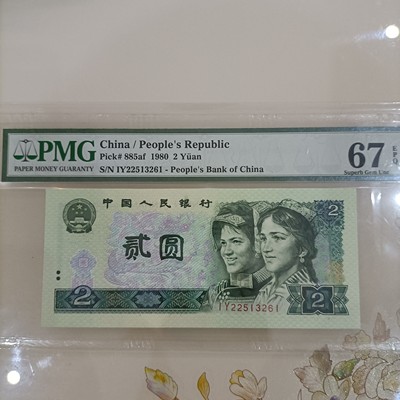 PMG
PAPER MONEY GUARANTY
China / People's Republic
Pick# 885af 1980 2 Yüan
S/N IY22513261 - People's Bank of China
67 EPQ
Superb Gem Unc
中国人民银行
2
贰圆
2
IY22513261
2